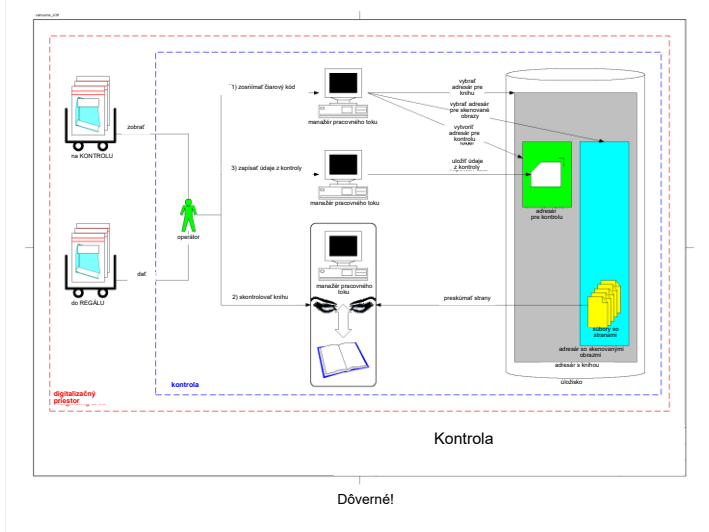 1) zosnímať čiarový kód
vybrať
adresár pre
knihu
vybrať adresár
pre skenované
obrazy
vytvoriť
adresár pre
kontrolu
manažér pracovného toku
zobrať
na KONTROLU
3) zapísať údaje z kontroly
uložiť údaje
z kontroly
manažér pracovného toku
adresár
pre kontrolu
operátor
dať
do REGÁLU
manažér pracovného
toku
2) skontrolovať knihu
preskúmať strany
súbory so
stranami
adresár so skenovanými
obrazmi
adresár s knihou
úložisko
kontrola
digitalizačný
priestor
Kontrola
Dôverné!